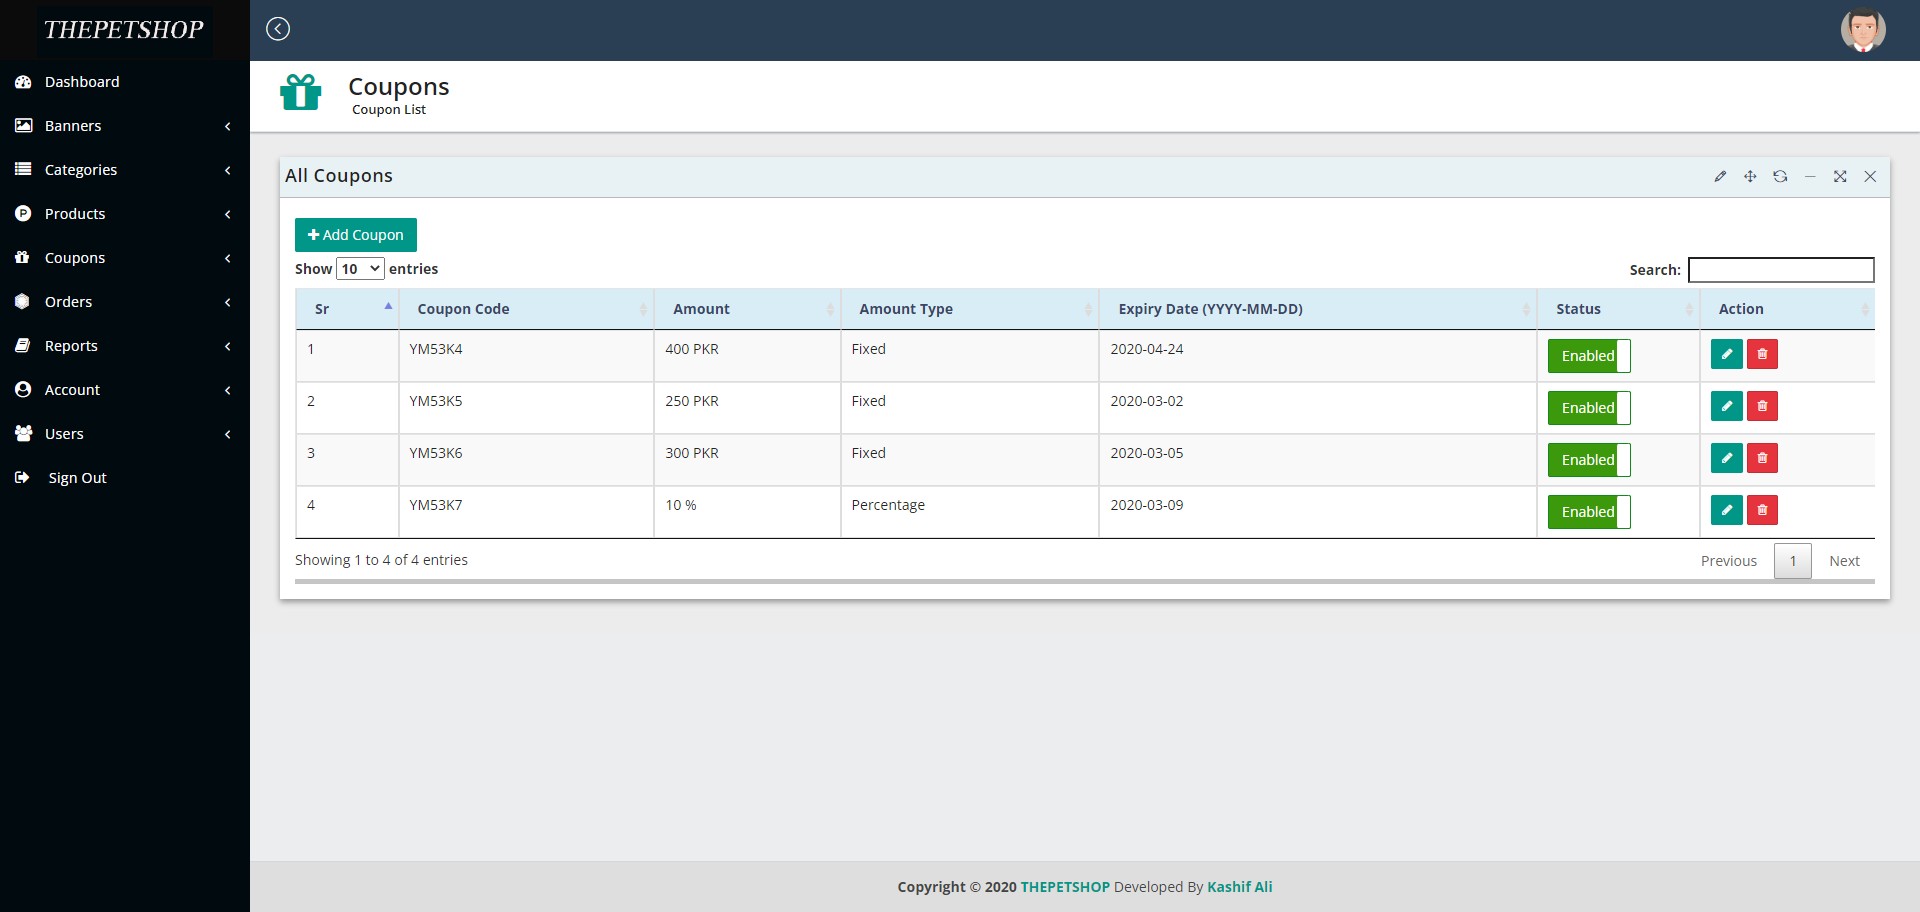 THEPETSHOP
Dashboard
Banners
Categories
Products
Coupons
Orders
Reports
Account
Users
Sign Out
Coupons
Coupon List
All Coupons
Add Coupon
Show 10 entries
Search:
Sr Coupon Code Amount Amount Type Expiry Date (YYYY-MM-DD) Status Action
1 YM53K4 400 PKR Fixed 2020-04-24 Enabled
2 YM53K5 250 PKR Fixed 2020-03-02 Enabled
3 YM53K6 300 PKR Fixed 2020-03-05 Enabled
4 YM53K7 10 % Percentage 2020-03-09 Enabled
Showing 1 to 4 of 4 entries
Previous 1 Next
Copyright © 2020 THEPETSHOP Developed By Kashif Ali